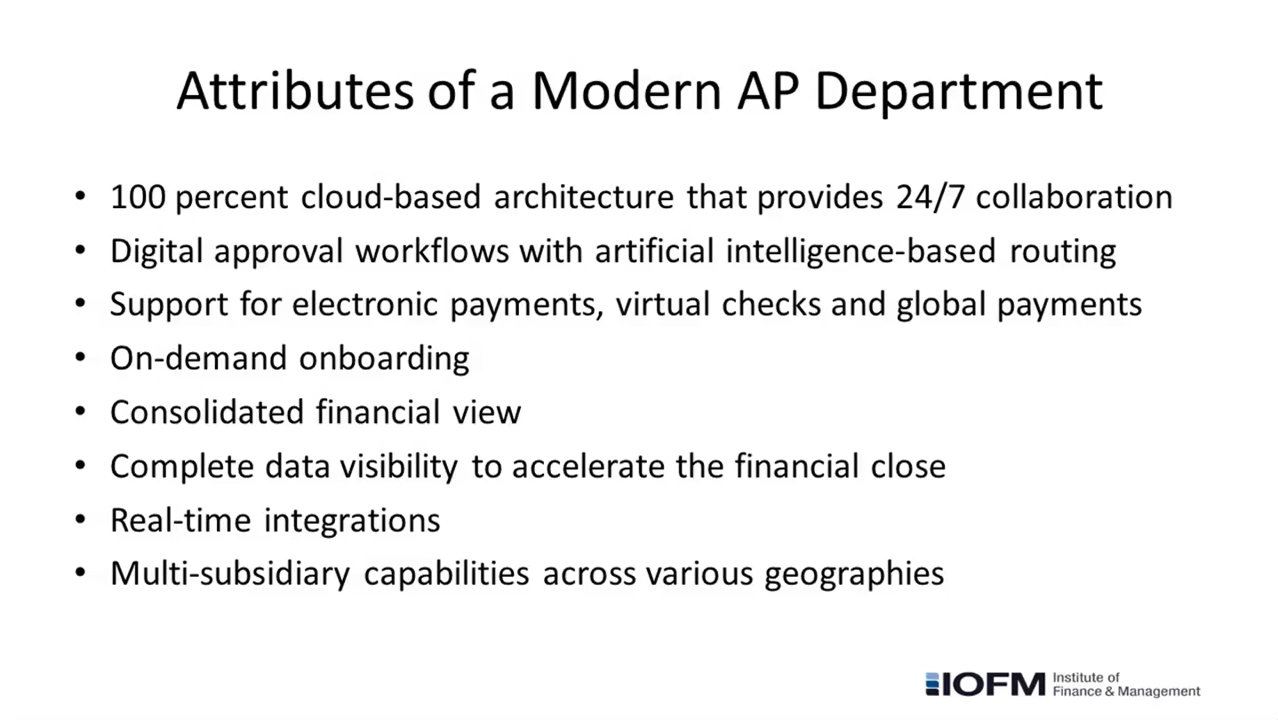 Attributes of a Modern AP Department
• 100 percent cloud-based architecture that provides 24/7 collaboration
• Digital approval workflows with artificial intelligence-based routing
• Support for electronic payments, virtual checks and global payments
• On-demand onboarding
• Consolidated financial view
• Complete data visibility to accelerate the financial close
• Real-time integrations
• Multi-subsidiary capabilities across various geographies
IOFM Institute of
Finance & Management